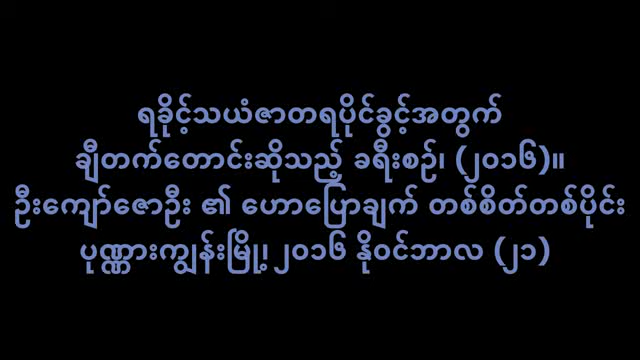 ရခိုင့်သယံဇာတရပိုင်ခွင့်အတွက်
ချီတက်တောင်းဆိုသည့် ခရီးစဉ်၊ (၂၀၁၆)။
ဦးကျော်ဇောဦး ၏ ဟောပြောချက် တစ်စိတ်တစ်ပိုင်း
ပုဏ္ဏားကျွန်းမြို့၊ ၂၀၁၆ နိုဝင်ဘာလ (၂၁)